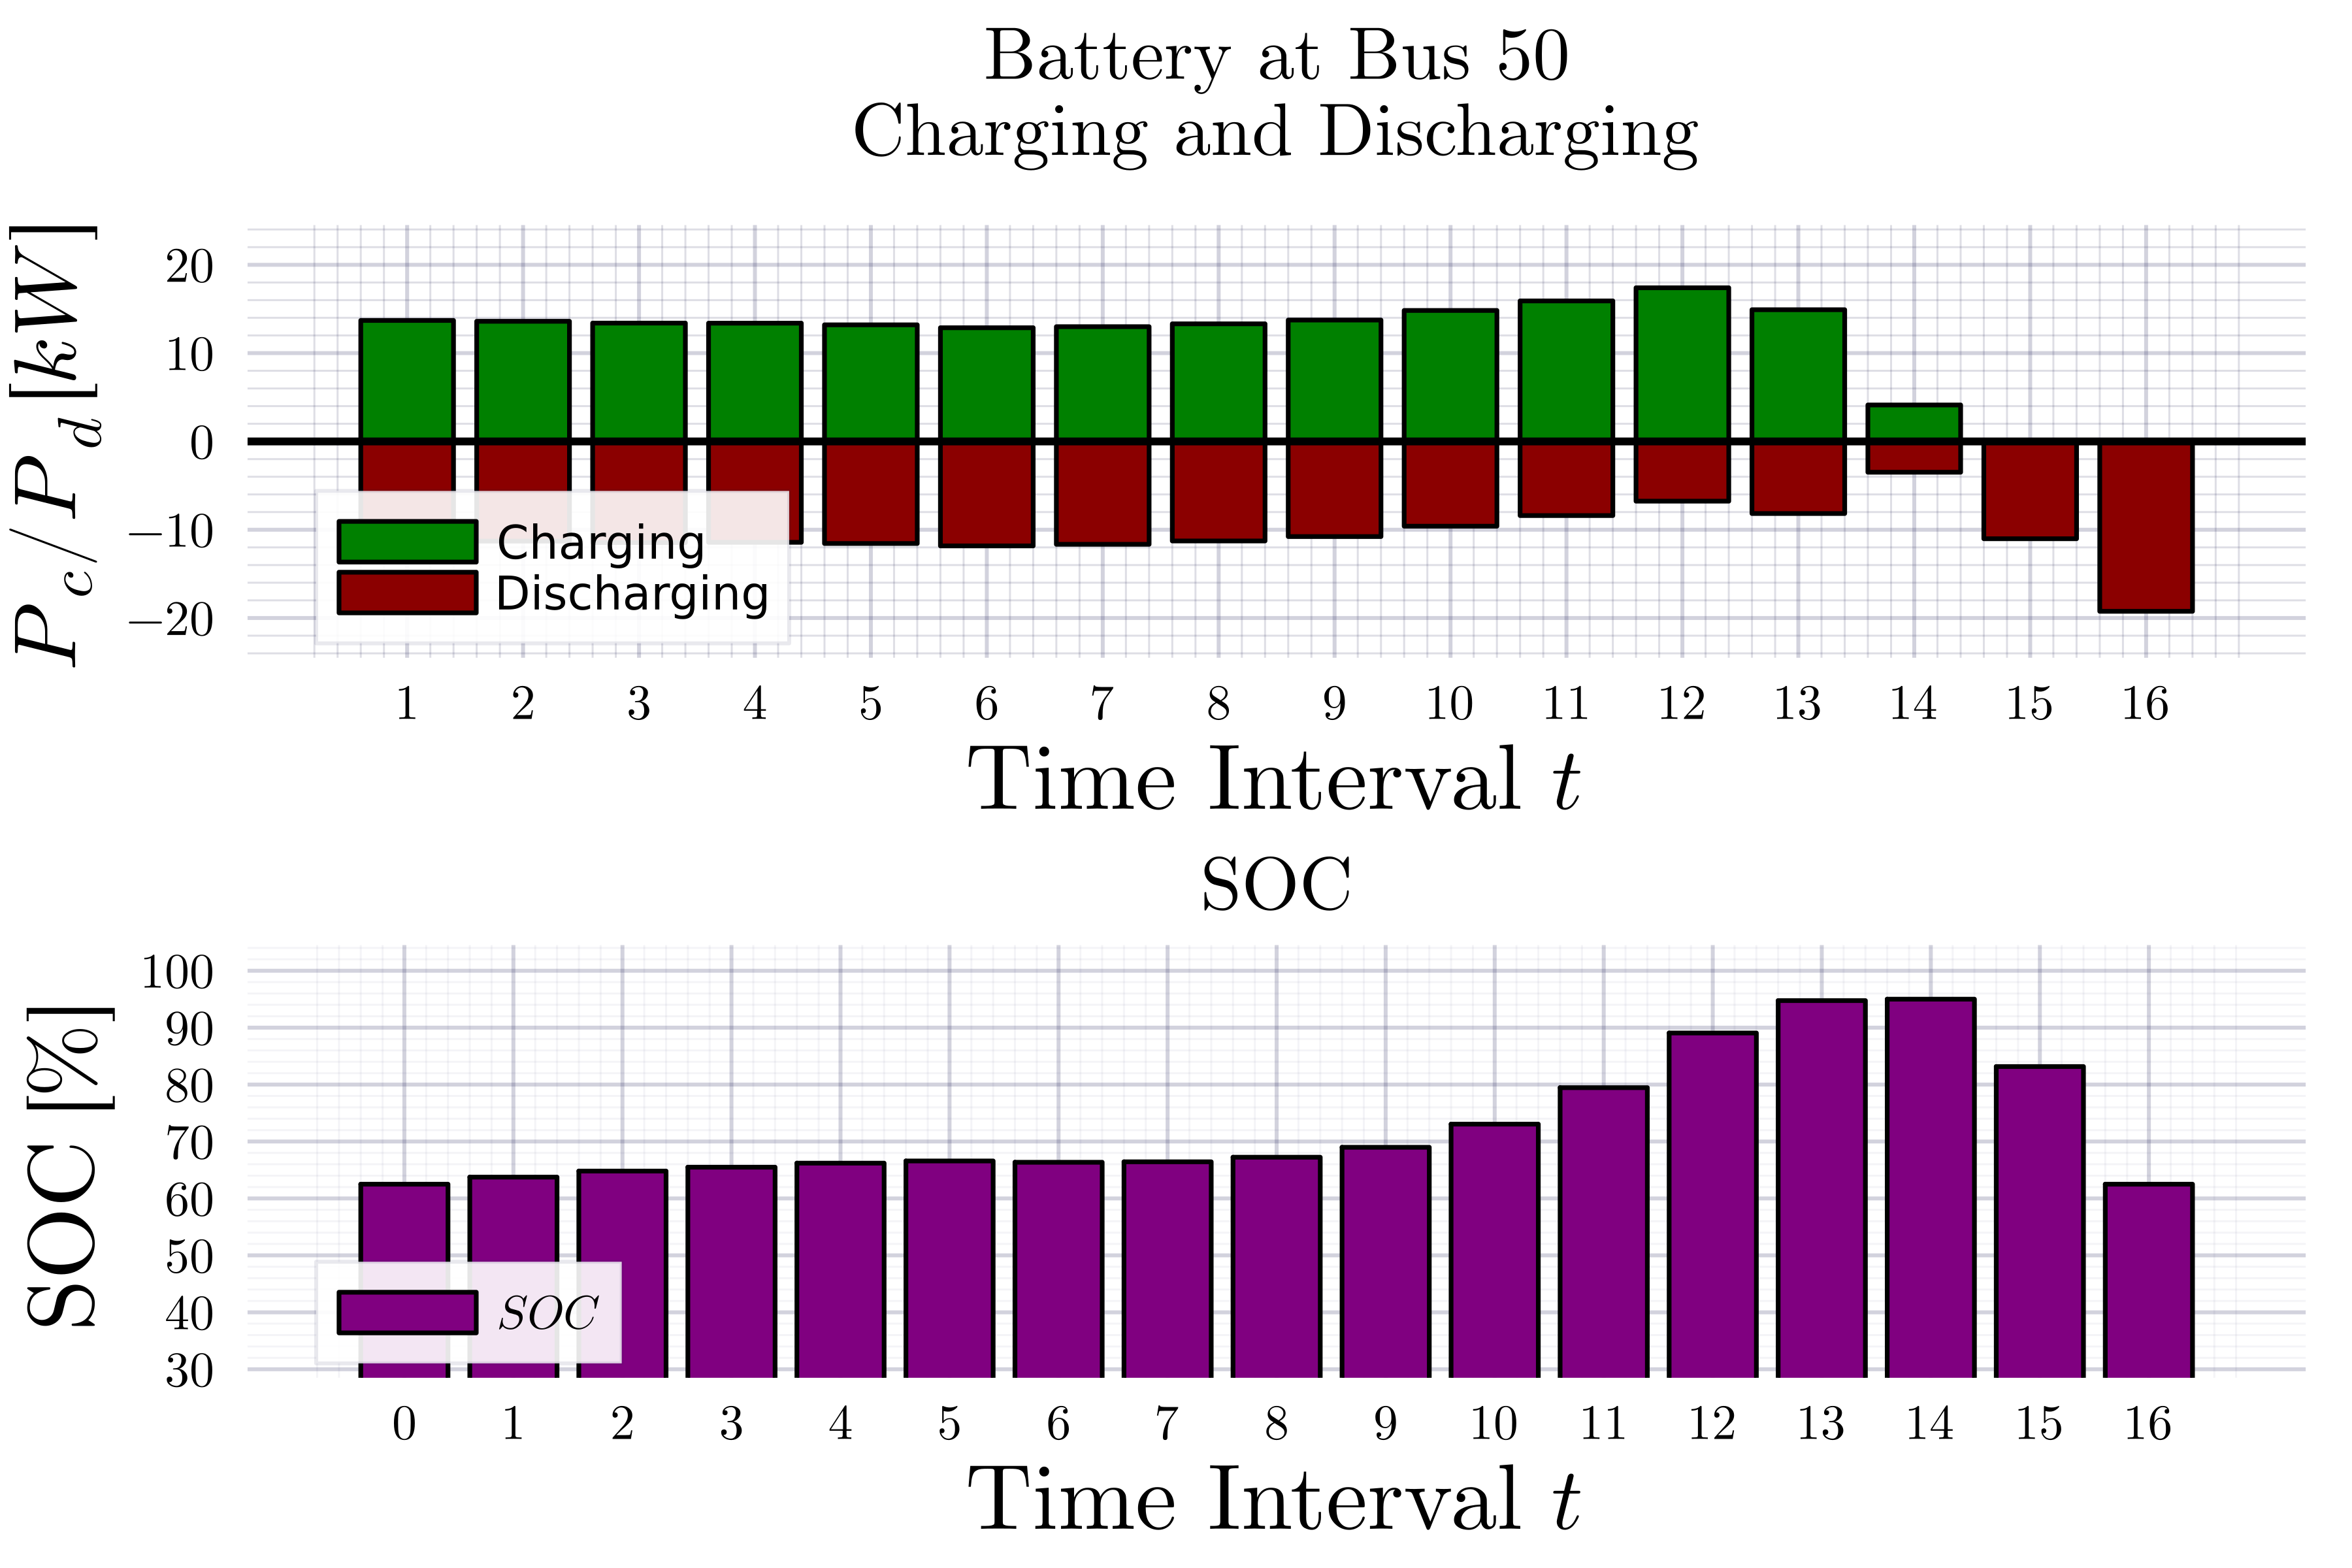 Battery at Bus 50
Charging and Discharging
P_c/P_d [kW]
20
10
0
−10
−20
Charging
Discharging
1 2 3 4 5 6 7 8 9 10 11 12 13 14 15 16
Time Interval t
SOC
SOC [%]
100
90
80
70
60
50
40
30
SOC
0 1 2 3 4 5 6 7 8 9 10 11 12 13 14 15 16
Time Interval t